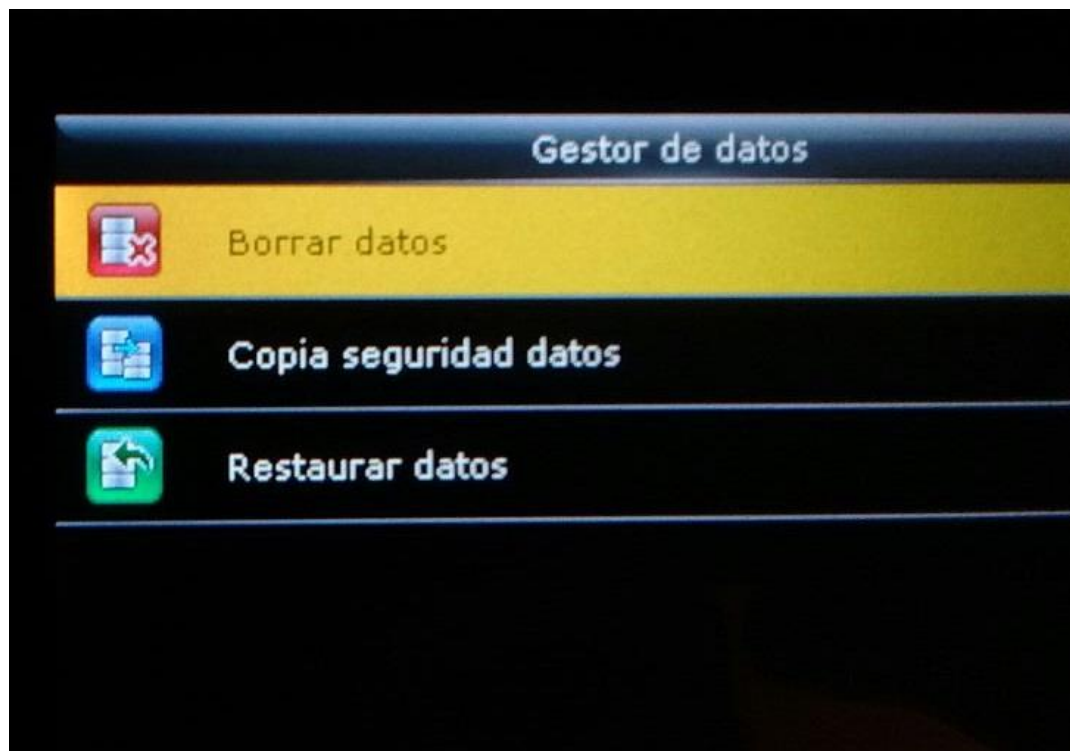 Gestor de datos
Borrar datos
Copia seguridad datos
Restaurar datos